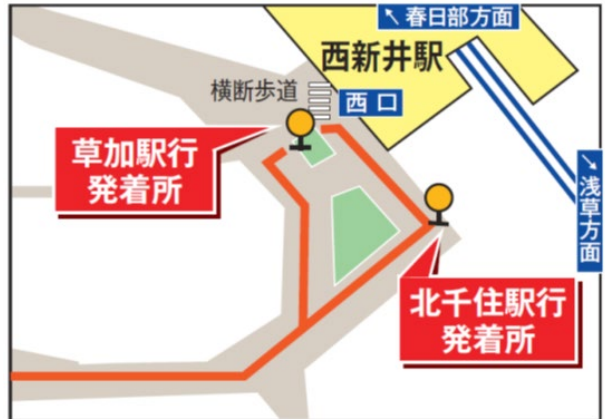 ↖春日部方面
西新井駅
横断歩道
西口
草加駅行
発着所
↘浅草方面
北千住駅行
発着所